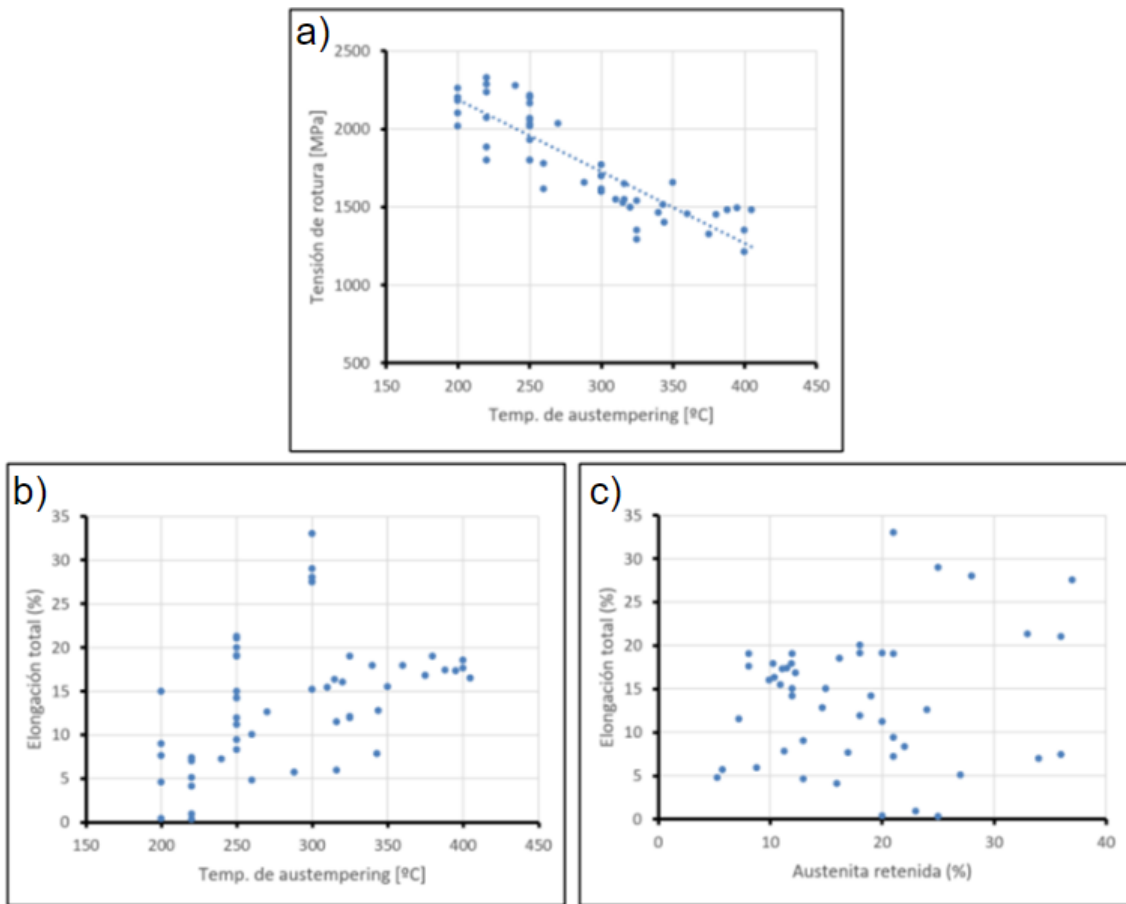 a)
2500
2000
1500
1000
500
Tensión de rotura [MPa]
150 200 250 300 350 400 450
Temp. de austempering [ºC]
b)
35
30
25
20
15
10
5
0
Elongación total (%)
150 200 250 300 350 400 450
Temp. de austempering [ºC]
c)
35
30
25
20
15
10
5
0
Elongación total (%)
0 10 20 30 40
Austenita retenida (%)